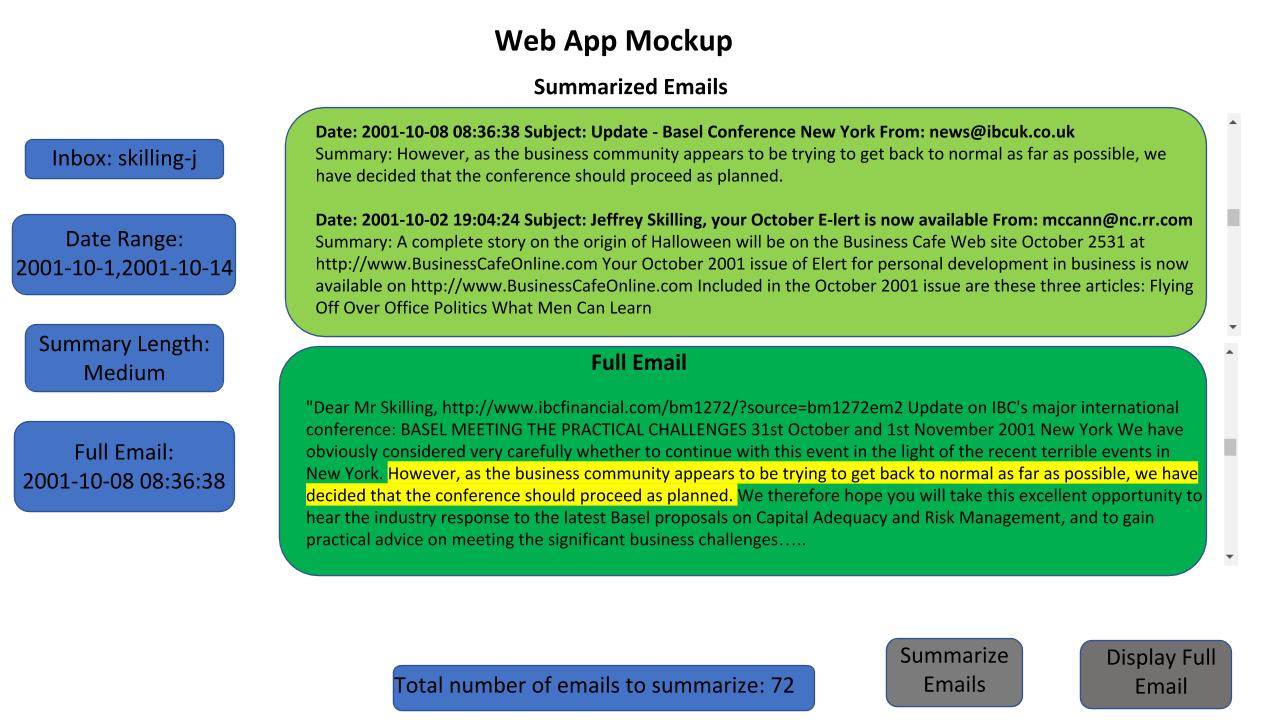 Web App Mockup
Summarized Emails
Inbox: skilling-j
Date Range:
2001-10-1,2001-10-14
Summary Length:
Medium
Full Email:
2001-10-08 08:36:38
Date: 2001-10-08 08:36:38 Subject: Update - Basel Conference New York From: news@ibcuk.co.uk
Summary: However, as the business community appears to be trying to get back to normal as far as possible, we
have decided that the conference should proceed as planned.
Date: 2001-10-02 19:04:24 Subject: Jeffrey Skilling, your October E-lert is now available From: mccann@nc.rr.com
Summary: A complete story on the origin of Halloween will be on the Business Cafe Web site October 2531 at
http://www.BusinessCafeOnline.com Your October 2001 issue of Elert for personal development in business is now
available on http://www.BusinessCafeOnline.com Included in the October 2001 issue are these three articles: Flying
Off Over Office Politics What Men Can Learn
Full Email
"Dear Mr Skilling, http://www.ibcfinancial.com/bm1272/?source=bm1272em2 Update on IBC's major international
conference: BASEL MEETING THE PRACTICAL CHALLENGES 31st October and 1st November 2001 New York We have
obviously considered very carefully whether to continue with this event in the light of the recent terrible events in
New York. However, as the business community appears to be trying to get back to normal as far as possible, we have
decided that the conference should proceed as planned. We therefore hope you will take this excellent opportunity to
hear the industry response to the latest Basel proposals on Capital Adequacy and Risk Management, and to gain
practical advice on meeting the significant business challenges…..
Total number of emails to summarize: 72
Summarize
Emails
Display Full
Email